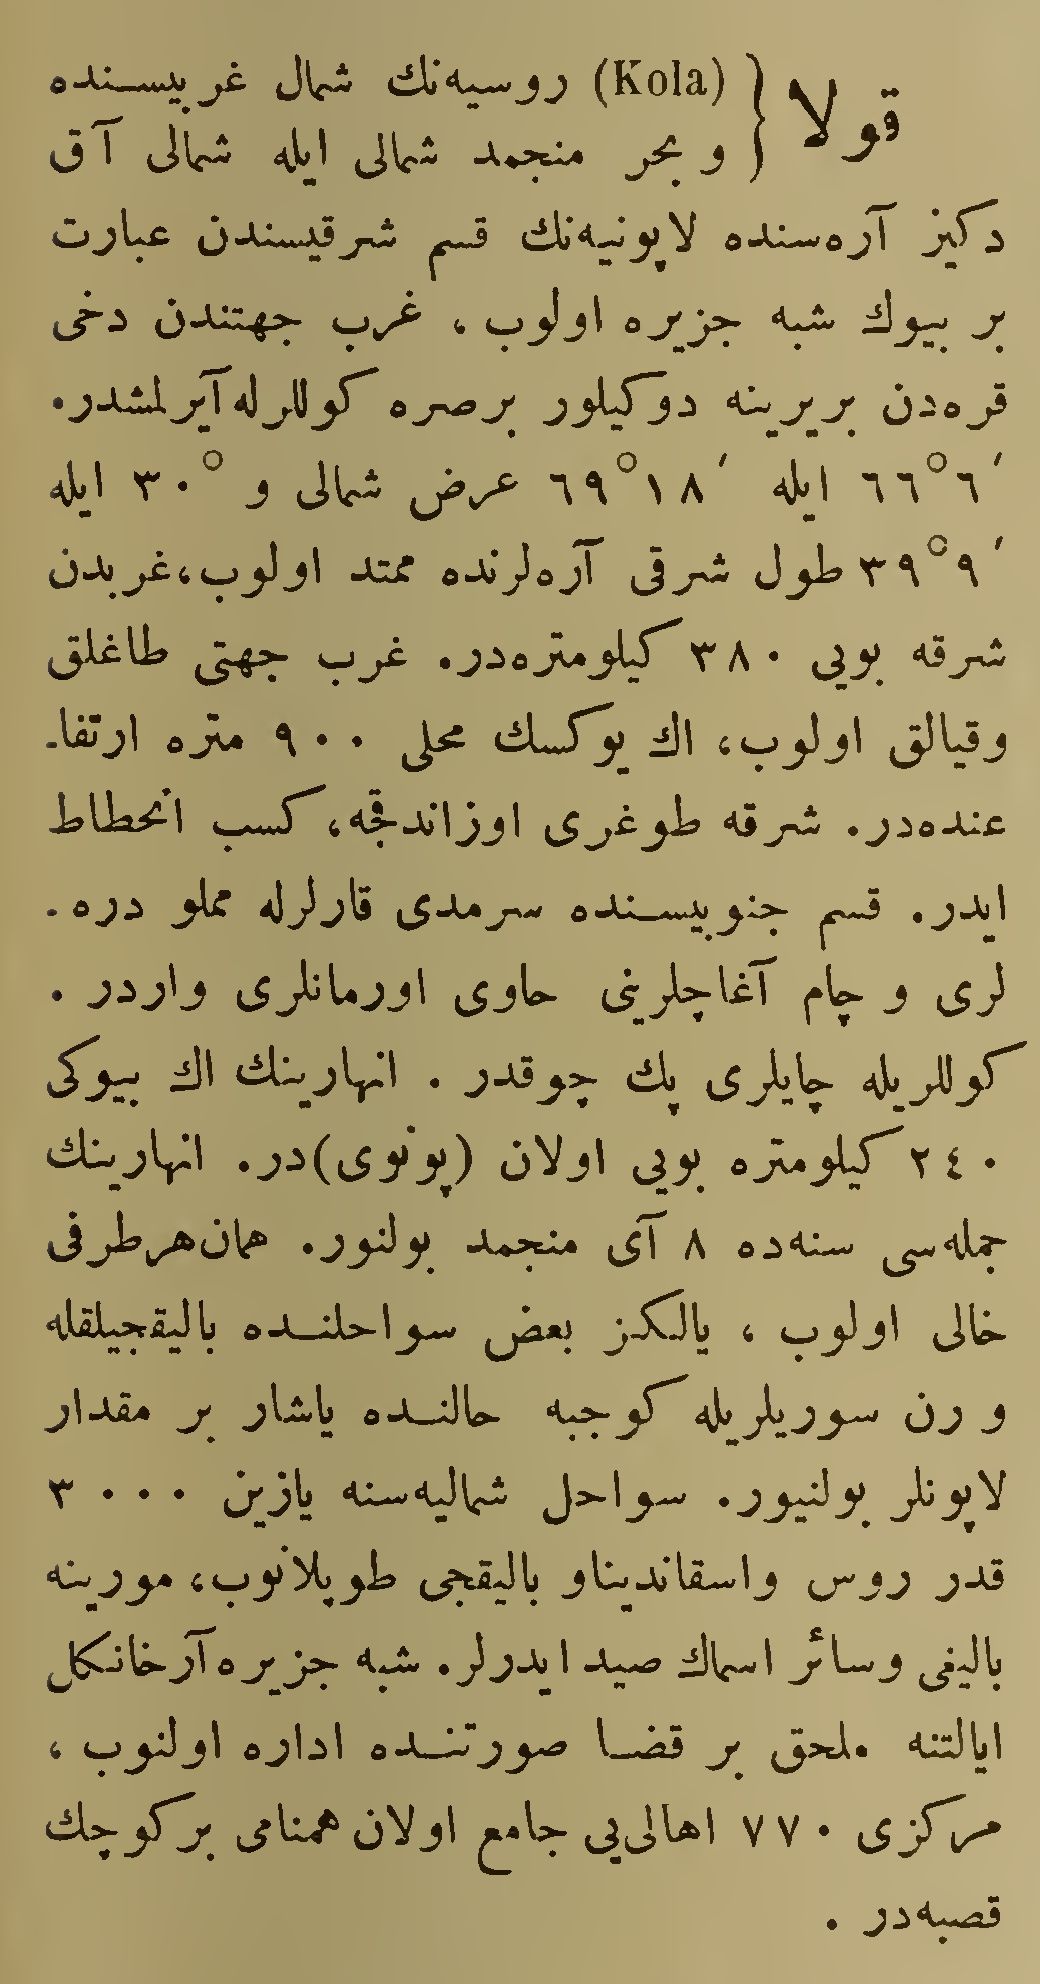 قولا { (Kola) روسیه‌نك شمال غربیسنده
و بحر منجمد شمالی ایله شمالی آق
دكیز آره‌سنده لاپونیه‌نك قسم شرقیسندن عبارت
بر بیوك شبه جزیره اولوب ، غرب جهتندن دخی
قره‌دن بربرینه دوكیلور برصره كوللرله آیرلمشدر.
٦٦°٦′ ایله ٦٩°١٨′ عرض شمالی و ٣٠° ایله
٣٩°٩′ طول شرقی آره‌لرنده ممتد اولوب،غربدن
شرقه بویی ٣٨٠ كیلومتره‌در. غرب جهتی طاغلق
وقیالق اولوب، اك یوكسك محلی ٩٠٠ متره ارتفا-
عنده‌در. شرقه طوغری اوزاندقجه، كسب انحطاط
ایدر. قسم جنوبیسنده سرمدی قارلرله مملو دره-
لری و چام آغاچلرینی حاوی اورمانلری واردر .
كوللریله چایلری پك چوقدر . انهارینك اك بیوكی
٢٤٠ كیلومتره بویی اولان (پونوی)در. انهارینك
جمله‌سی سنه‌ده ٨ آی منجمد بولنور. همان هرطرفی
خالی اولوب ، یالكز بعض سواحلنده بالیقجیلقله
و رن سوریلریله كوجبه حالنده یاشار بر مقدار
لاپونلر بولنیور. سواحل شمالیه‌سنه یازین ٣٠٠٠
قدر روس واسقاندیناو بالیقجی طوپلانوب، مورینه
بالیغی وسائر اسماك صید ایدرلر. شبه جزیره آرخانكل
ایالتنه ملحق بر قضا صورتنده اداره اولنوب ،
مركزی ٧٧٠ اهالی‌یی جامع اولان همنامی بركوچك
قصبه‌در .